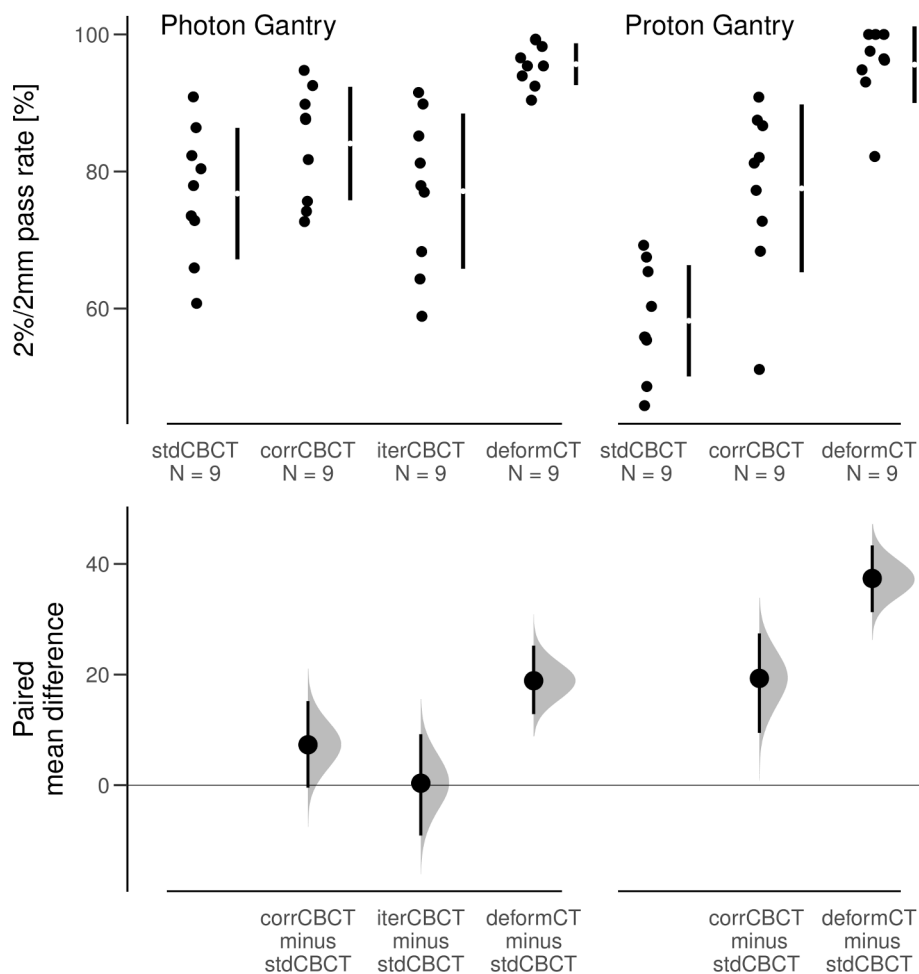 Photon Gantry
Proton Gantry
2%/2mm pass rate [%]
100
80
60
stdCBCT
N = 9
corrCBCT
N = 9
iterCBCT
N = 9
deformCT
N = 9
stdCBCT
N = 9
corrCBCT
N = 9
deformCT
N = 9
Paired
mean difference
40
20
0
corrCBCT
minus
stdCBCT
iterCBCT
minus
stdCBCT
deformCT
minus
stdCBCT
corrCBCT
minus
stdCBCT
deformCT
minus
stdCBCT